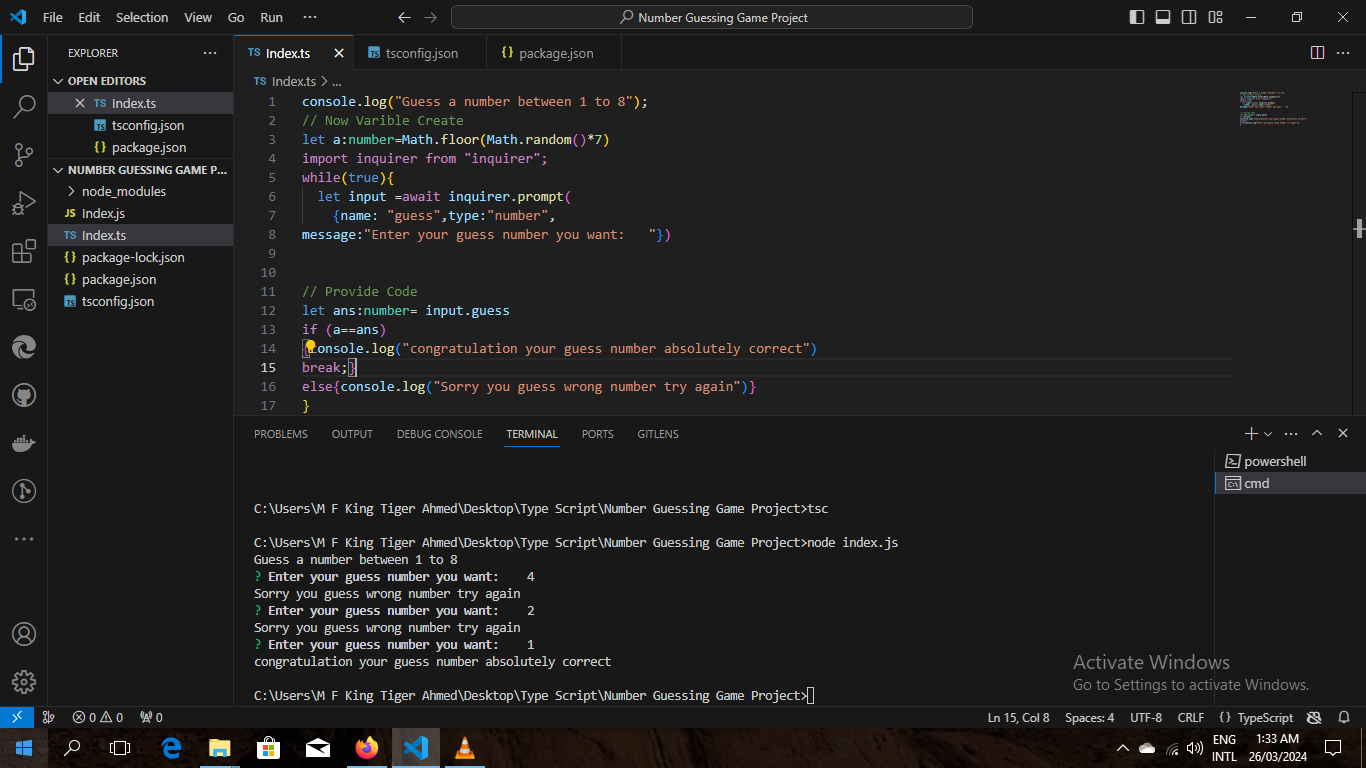 File Edit Selection View Go Run ··· Number Guessing Game Project
EXPLORER ···
OPEN EDITORS
TS Index.ts
tsconfig.json
{} package.json
NUMBER GUESSING GAME P...
node_modules
JS Index.js
TS Index.ts
{} package-lock.json
{} package.json
tsconfig.json
TS Index.ts tsconfig.json {} package.json
TS Index.ts > ...
1 console.log("Guess a number between 1 to 8");
2 // Now Varible Create
3 let a:number=Math.floor(Math.random()*7)
4 import inquirer from "inquirer";
5 while(true){
6 let input =await inquirer.prompt(
7 {name: "guess",type:"number",
8 message:"Enter your guess number you want:   "})
9
10
11 // Provide Code
12 let ans:number= input.guess
13 if (a==ans)
14 {console.log("congratulation your guess number absolutely correct")
15 break;}
16 else{console.log("Sorry you guess wrong number try again")}
17 }
PROBLEMS OUTPUT DEBUG CONSOLE TERMINAL PORTS GITLENS
powershell
cmd
C:\Users\M F King Tiger Ahmed\Desktop\Type Script\Number Guessing Game Project>tsc
C:\Users\M F King Tiger Ahmed\Desktop\Type Script\Number Guessing Game Project>node index.js
Guess a number between 1 to 8
? Enter your guess number you want:    4
Sorry you guess wrong number try again
? Enter your guess number you want:    2
Sorry you guess wrong number try again
? Enter your guess number you want:    1
congratulation your guess number absolutely correct
C:\Users\M F King Tiger Ahmed\Desktop\Type Script\Number Guessing Game Project>
Activate Windows
Go to Settings to activate Windows.
0 0 0 Ln 15, Col 8 Spaces: 4 UTF-8 CRLF {} TypeScript
ENG 1:33 AM
INTL 26/03/2024